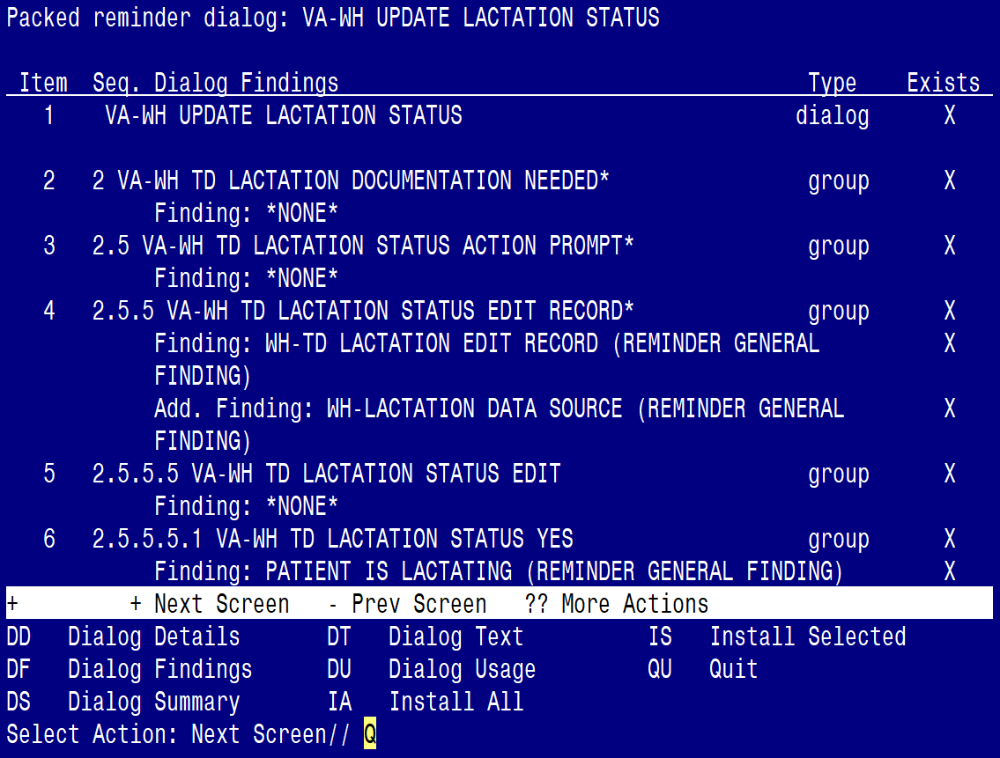 Packed reminder dialog: VA-WH UPDATE LACTATION STATUS
Item Seq. Dialog Findings Type Exists
1 VA-WH UPDATE LACTATION STATUS dialog X
2 2 VA-WH TD LACTATION DOCUMENTATION NEEDED* group X
Finding: *NONE*
3 2.5 VA-WH TD LACTATION STATUS ACTION PROMPT* group X
Finding: *NONE*
4 2.5.5 VA-WH TD LACTATION STATUS EDIT RECORD* group X
Finding: WH-TD LACTATION EDIT RECORD (REMINDER GENERAL X
FINDING)
Add. Finding: WH-LACTATION DATA SOURCE (REMINDER GENERAL X
FINDING)
5 2.5.5.5 VA-WH TD LACTATION STATUS EDIT group X
Finding: *NONE*
6 2.5.5.5.1 VA-WH TD LACTATION STATUS YES group X
Finding: PATIENT IS LACTATING (REMINDER GENERAL FINDING) X
+ + Next Screen - Prev Screen ?? More Actions
DD Dialog Details DT Dialog Text IS Install Selected
DF Dialog Findings DU Dialog Usage QU Quit
DS Dialog Summary IA Install All
Select Action: Next Screen// Q